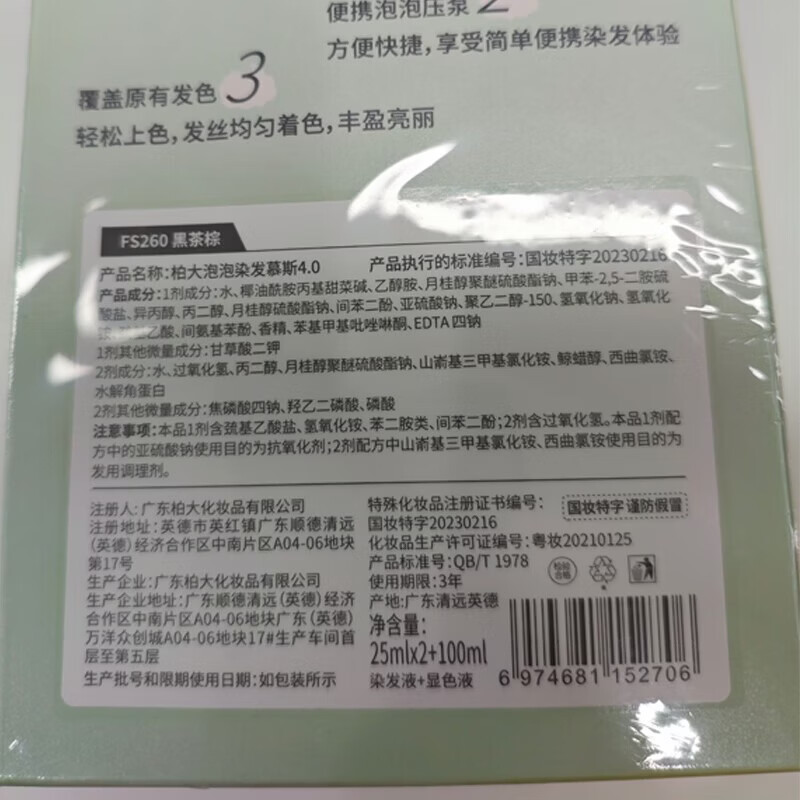 便携泡泡压泵 2
方便快捷，享受简单便携染发体验
覆盖原有发色 3
轻松上色，发丝均匀着色，丰盈亮丽
FS260 黑茶棕
产品名称：柏大泡泡染发慕斯4.0 产品执行的标准编号：国妆特字20230216
产品成分：1剂成分：水、椰油酰胺丙基甜菜碱、乙醇胺、月桂醇聚醚硫酸酯钠、甲苯-2,5-二胺硫
酸盐、异丙醇、丙二醇、月桂醇硫酸酯钠、间苯二酚、亚硫酸钠、聚乙二醇-150、氢氧化钠、氢氧化
铵、巯基乙酸、间氨基苯酚、香精、苯基甲基吡唑啉酮、EDTA 四钠
1剂其他微量成分：甘草酸二钾
2剂成分：水、过氧化氢、丙二醇、月桂醇聚醚硫酸酯钠、山嵛基三甲基氯化铵、鲸蜡醇、西曲氯铵、
水解角蛋白
2剂其他微量成分：焦磷酸四钠、羟乙二磷酸、磷酸
注意事项：本品1剂含巯基乙酸盐、氢氧化铵、苯二胺类、间苯二酚；2剂含过氧化氢。本品1剂配
方中的亚硫酸钠使用目的为抗氧化剂；2剂配方中山嵛基三甲基氯化铵、西曲氯铵使用目的为
发用调理剂。
注册人：广东柏大化妆品有限公司
注册地址：英德市英红镇广东顺德清远
（英德）经济合作区中南片区A04-06地块
第17号
生产企业：广东柏大化妆品有限公司
生产企业地址：广东顺德清远（英德）经济
合作区中南片区A04-06地块广东（英德）
万洋众创城A04-06地块17#生产车间首
层至第五层
生产批号和限期使用日期：如包装所示
特殊化妆品注册证书编号：
国妆特字20230216
国妆特字 谨防假冒
化妆品生产许可证编号：粤妆20210125
产品标准号：QB/T 1978
使用期限：3年
检验
合格
产地：广东清远英德
净含量：
25mlx2+100ml
染发液+显色液
6 974681 152706